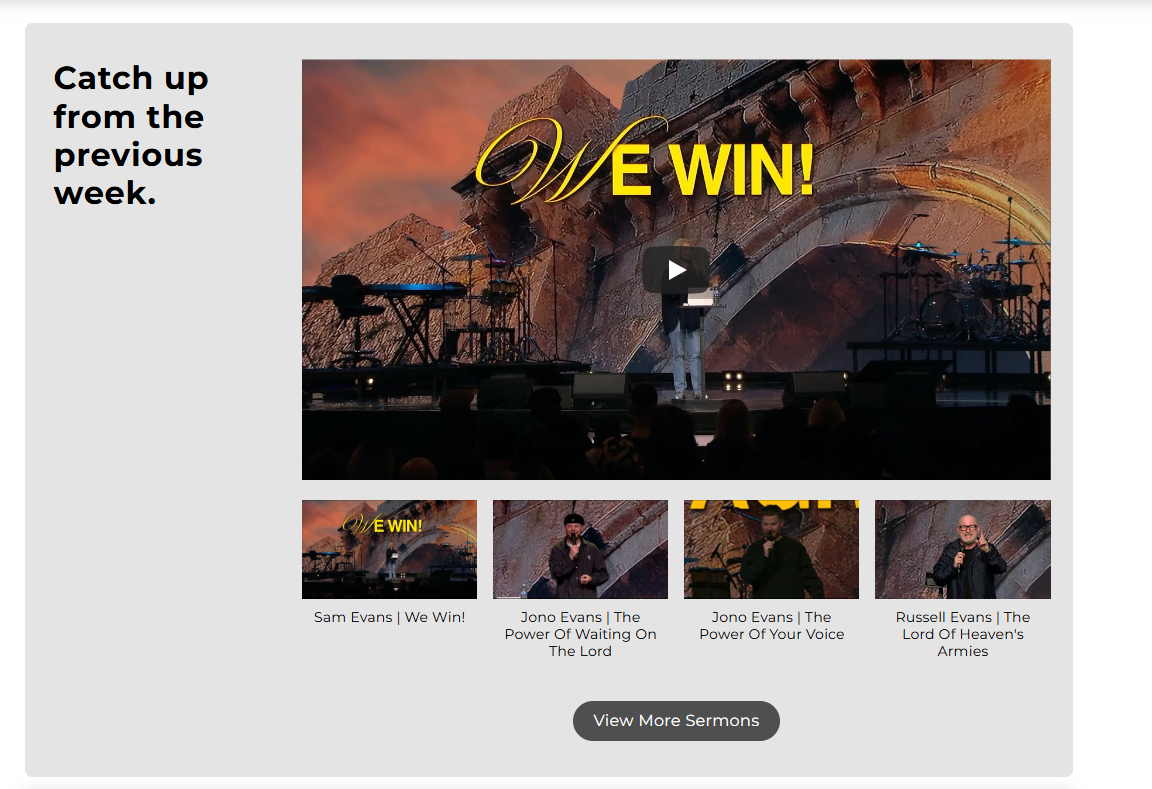 Catch up
from the
previous
week.
WE WIN!
WE WIN!
Sam Evans | We Win!
Jono Evans | The
Power Of Waiting On
The Lord
Jono Evans | The
Power Of Your Voice
Russell Evans | The
Lord Of Heaven's
Armies
View More Sermons